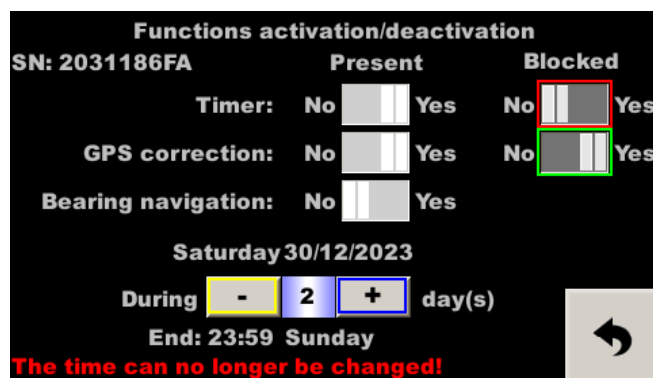 Functions activation/deactivation
SN: 2031186FA Present Blocked
Timer: No Yes No Yes
GPS correction: No Yes No Yes
Bearing navigation: No Yes
Saturday 30/12/2023
During - 2 + day(s)
End: 23:59 Sunday
The time can no longer be changed!